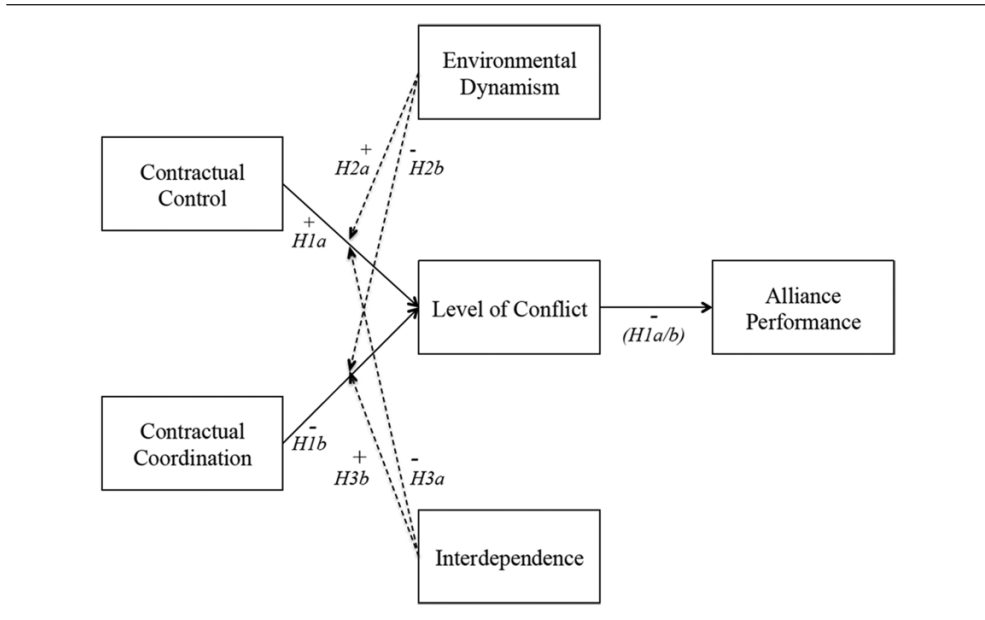 Environmental
Dynamism
Contractual
Control
+
H2a
-
H2b
+
H1a
Level of Conflict
-
(H1a/b)
Alliance
Performance
Contractual
Coordination
-
H1b
+
H3b
-
H3a
Interdependence